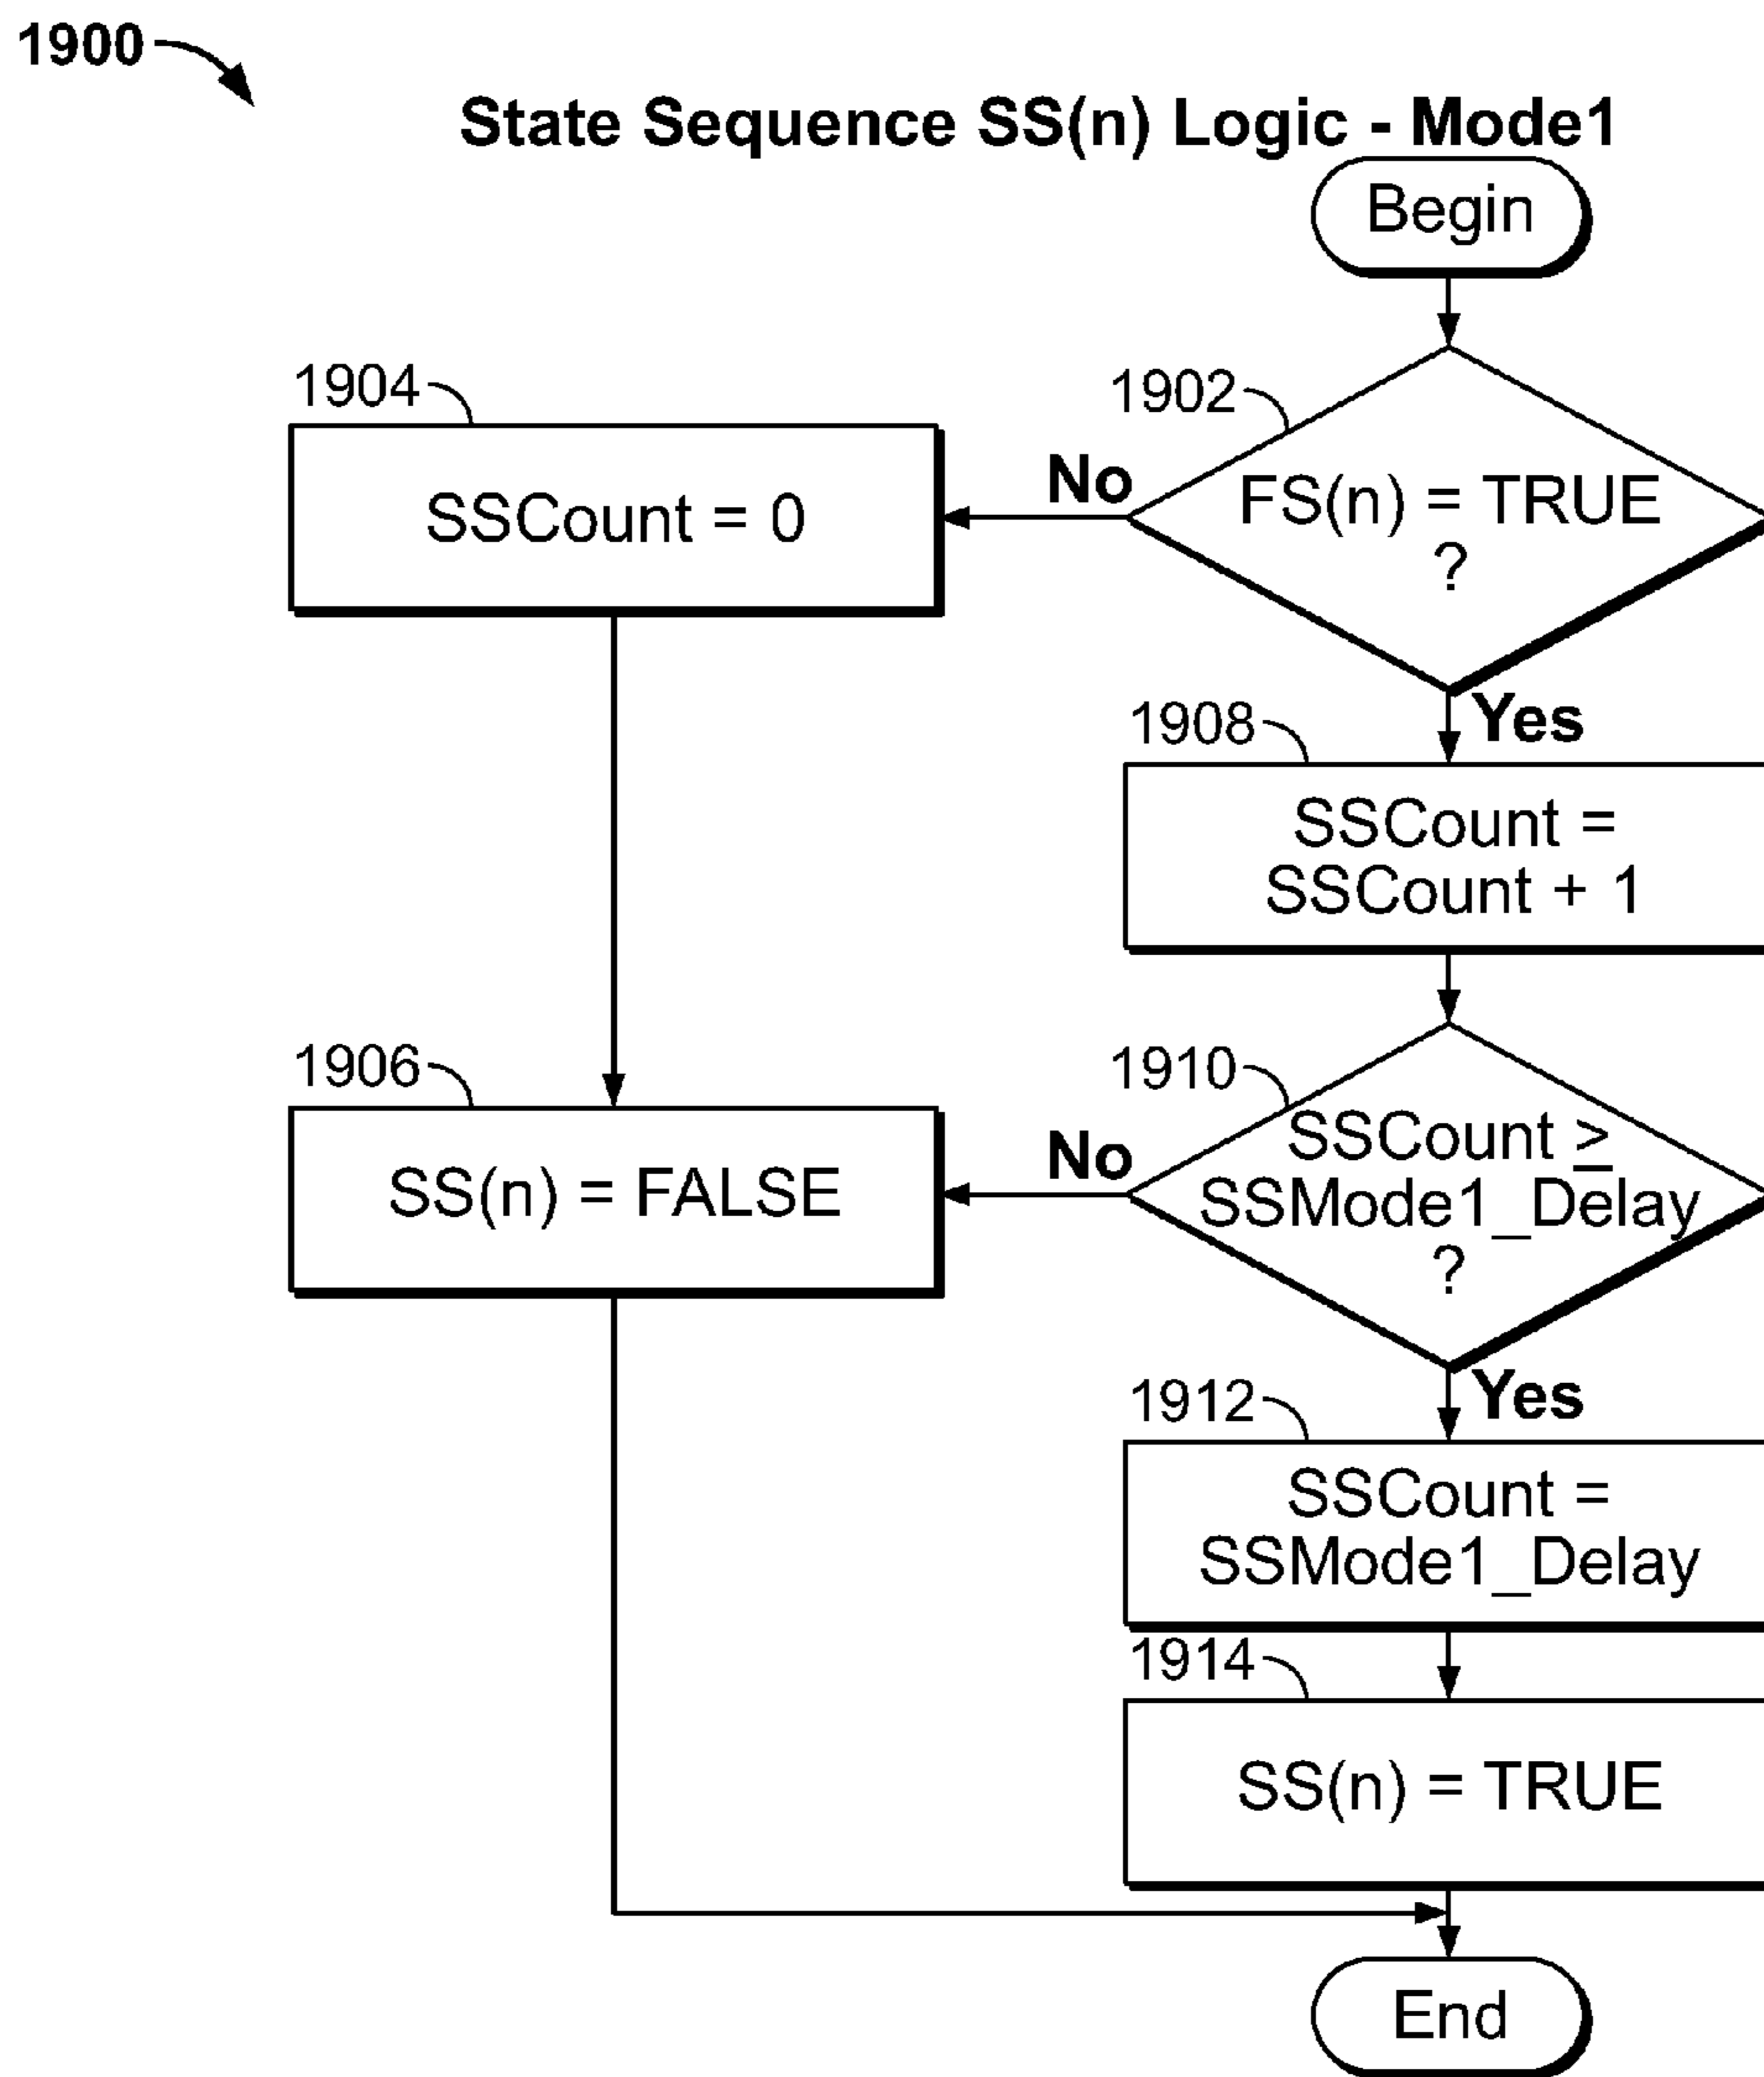 1900
State Sequence SS(n) Logic - Mode1
Begin
1902
FS(n) = TRUE
?
No
1904
SSCount = 0
Yes
1908
SSCount =
SSCount + 1
1910
SSCount ≥
SSMode1_Delay
?
No
1906
SS(n) = FALSE
Yes
1912
SSCount =
SSMode1_Delay
1914
SS(n) = TRUE
End